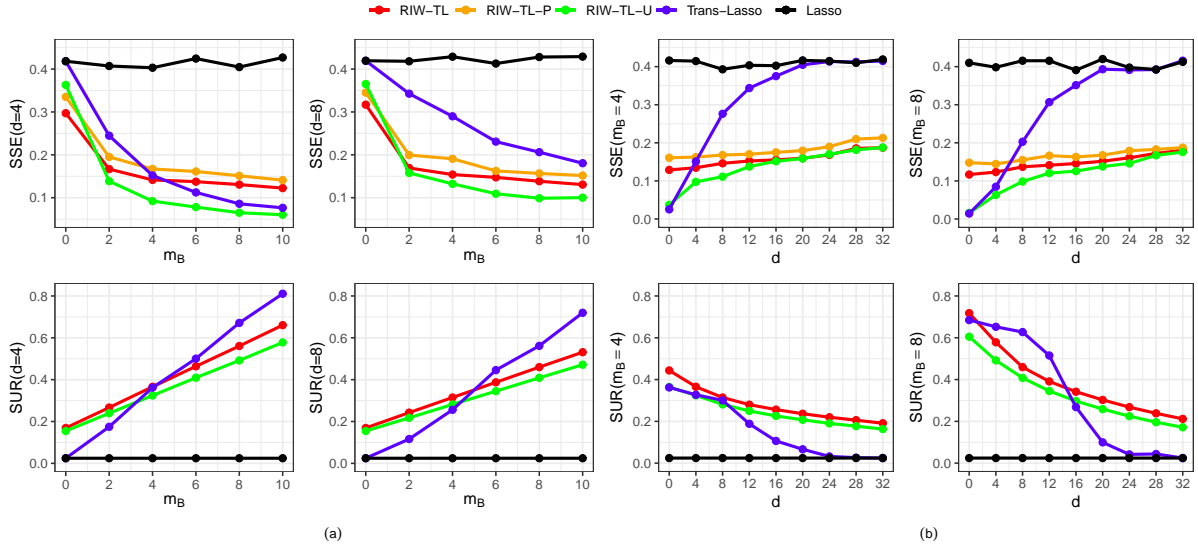 RIW−TL RIW−TL−P RIW−TL−U Trans−Lasso Lasso
SSE(d=4)
0.4
0.3
0.2
0.1
0 2 4 6 8 10
m_B
SSE(d=8)
0.4
0.3
0.2
0.1
0 2 4 6 8 10
m_B
SSE(m_B = 4)
0.4
0.3
0.2
0.1
0.0
0 4 8 12 16 20 24 28 32
d
SSE(m_B = 8)
0.4
0.3
0.2
0.1
0.0
0 4 8 12 16 20 24 28 32
d
SUR(d=4)
0.8
0.6
0.4
0.2
0.0
0 2 4 6 8 10
m_B
SUR(d=8)
0.8
0.6
0.4
0.2
0.0
0 2 4 6 8 10
m_B
SUR(m_B = 4)
0.8
0.6
0.4
0.2
0.0
0 4 8 12 16 20 24 28 32
d
SUR(m_B = 8)
0.8
0.6
0.4
0.2
0.0
0 4 8 12 16 20 24 28 32
d
(a)
(b)